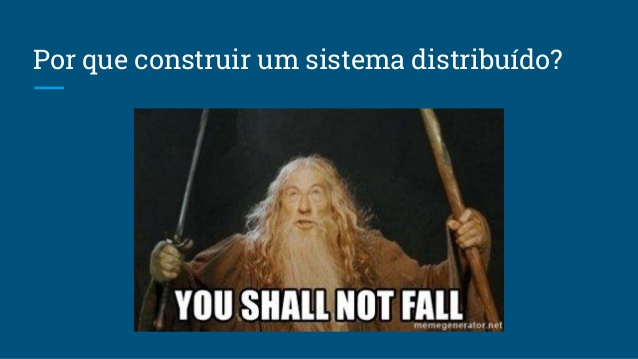 Por que construir um sistema distribuído?
YOU SHALL NOT FALL
memegenerator.net